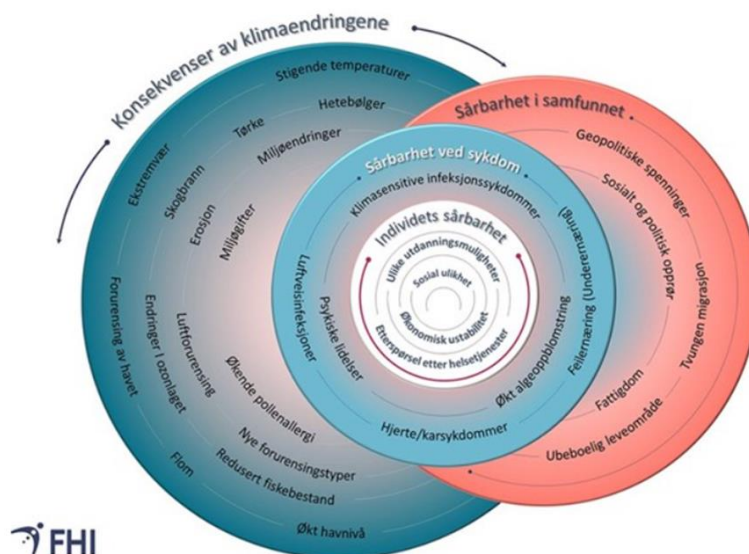 Konsekvenser av klimaendringene
Stigende temperaturer
Hetebølger
Tørke
Miljøendringer
Ekstremvær
Skogbrann
Erosjon
Miljøgifter
Forurensing av havet
Endringer I ozonlaget
Luftforurensing
Økende pollenallergi
Nye forurensingstyper
Redusert fiskebestand
Flom
Økt havnivå
Sårbarhet ved sykdom
Klimasensitive infeksjonssykdommer
Luftveisinfeksjoner
Psykiske lidelser
Feilernæring (Underernæring)
Økt algeoppblomstring
Hjerte/karsykdommer
Individets sårbarhet
Ulike utdanningsmuligheter
Sosial ulikhet
Økonomisk ustabilitet
Etterspørsel etter helsetjenester
Sårbarhet i samfunnet
Geopolitiske spenninger
Sosialt og politisk opprør
Tvungen migrasjon
Fattigdom
Ubeboelig leveområde
FHI